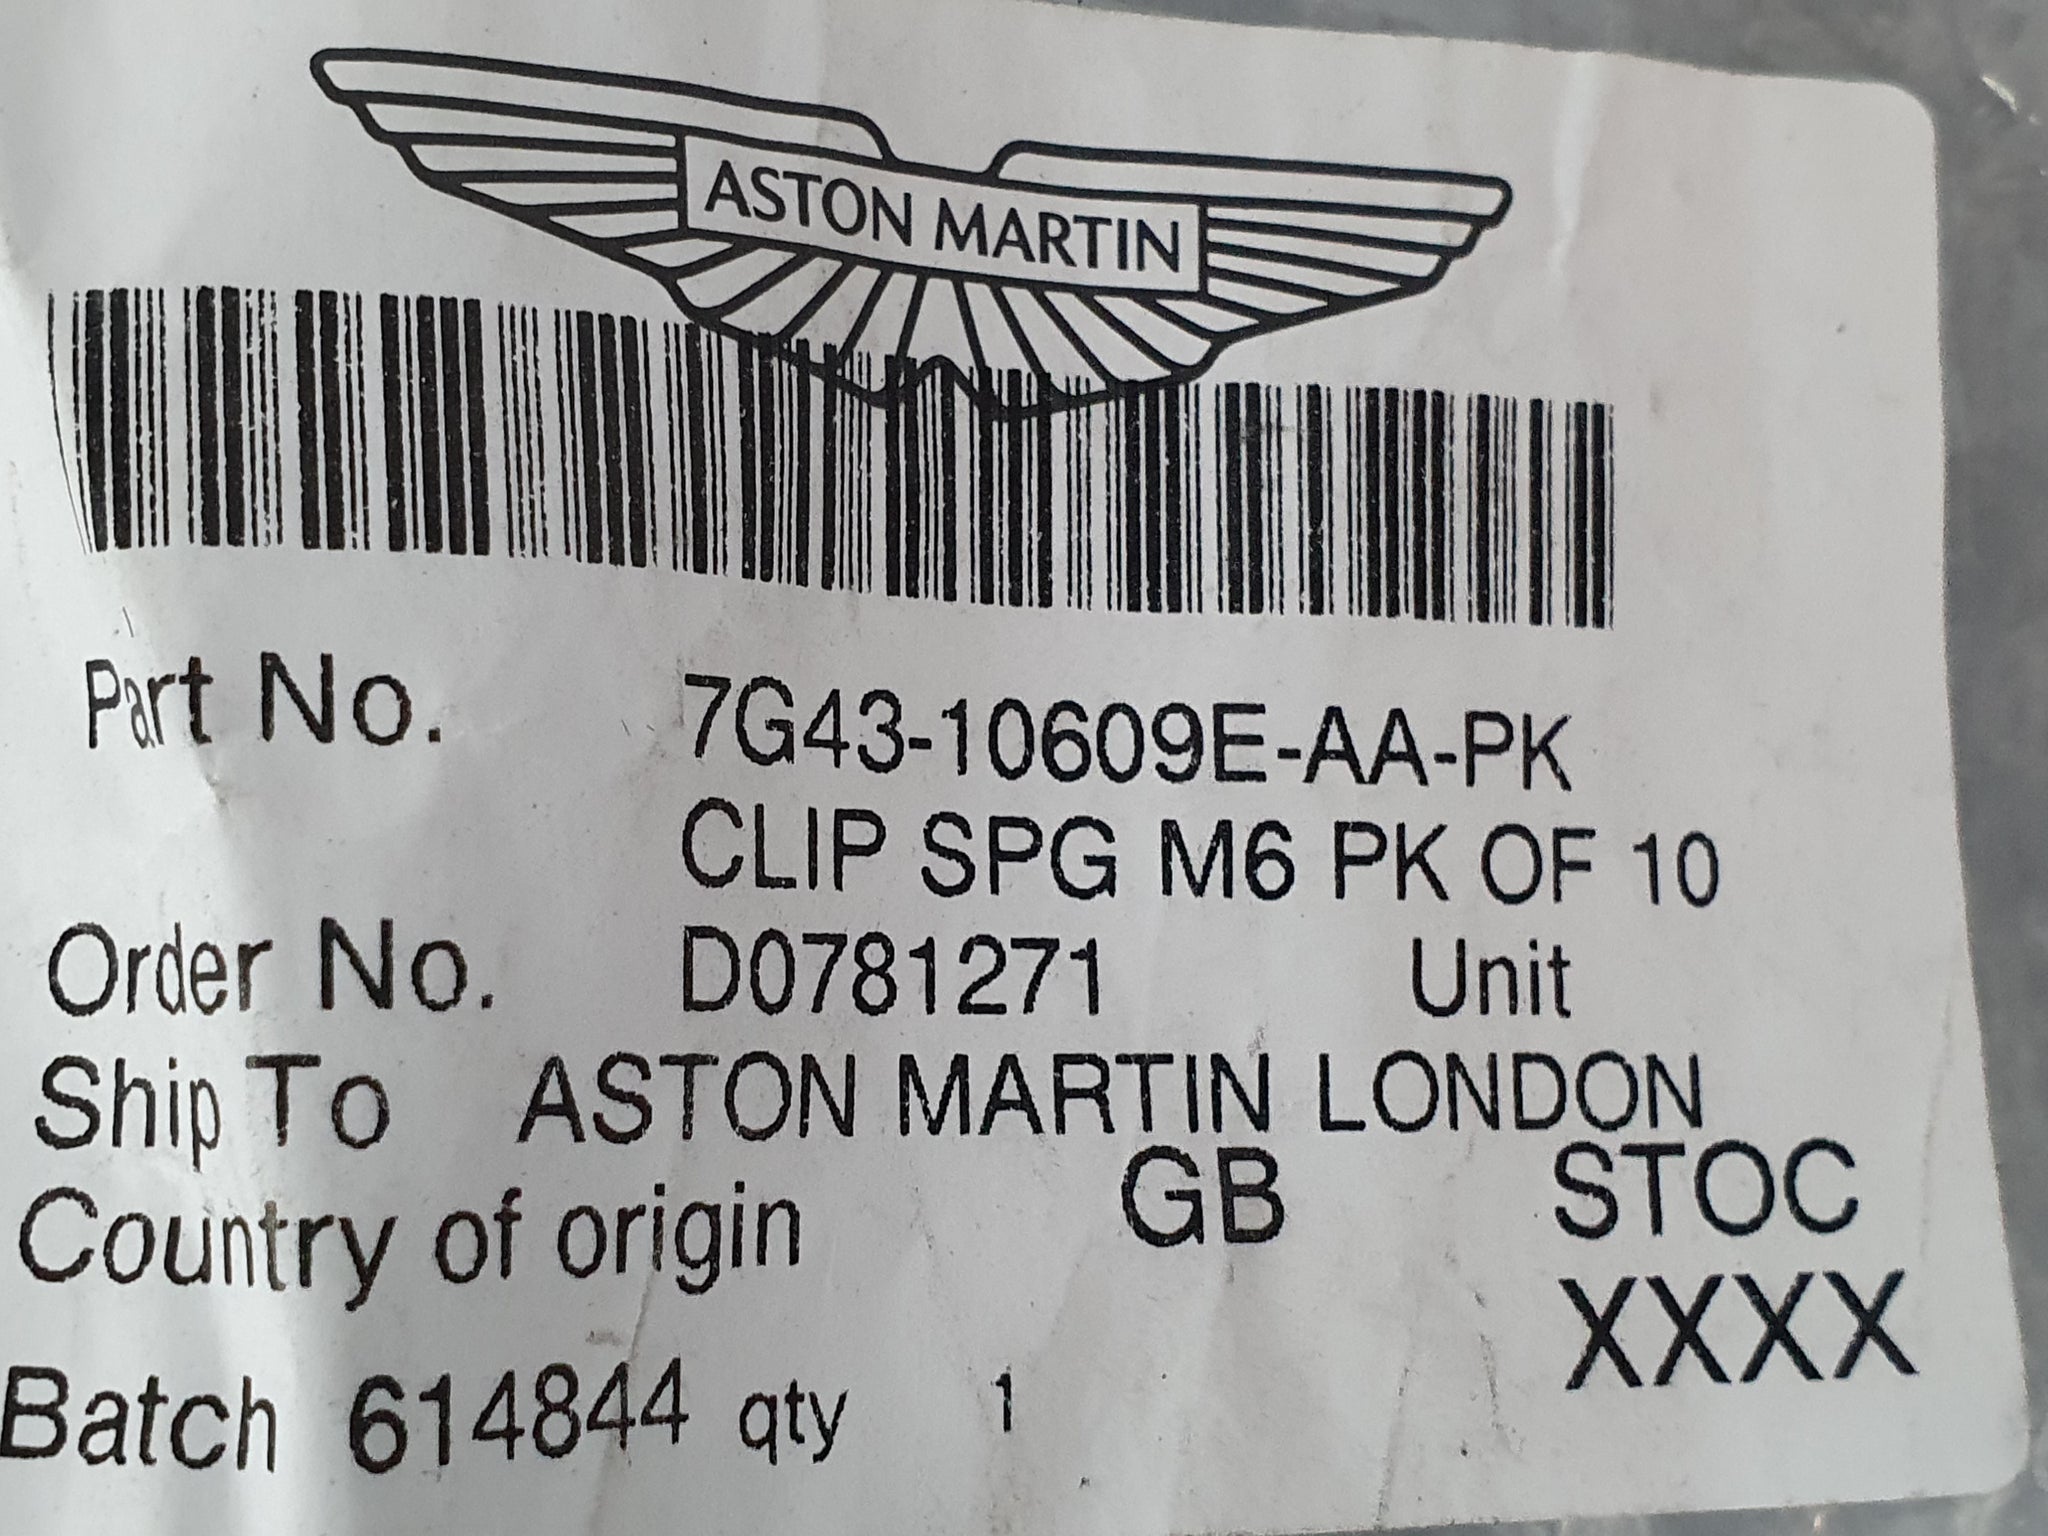 ASTON MARTIN
Part No. 7G43-10609E-AA-PK
CLIP SPG M6 PK OF 10
Order No. D0781271 Unit
Ship To ASTON MARTIN LONDON
Country of origin GB STOC
XXXX
Batch 614844 qty 1